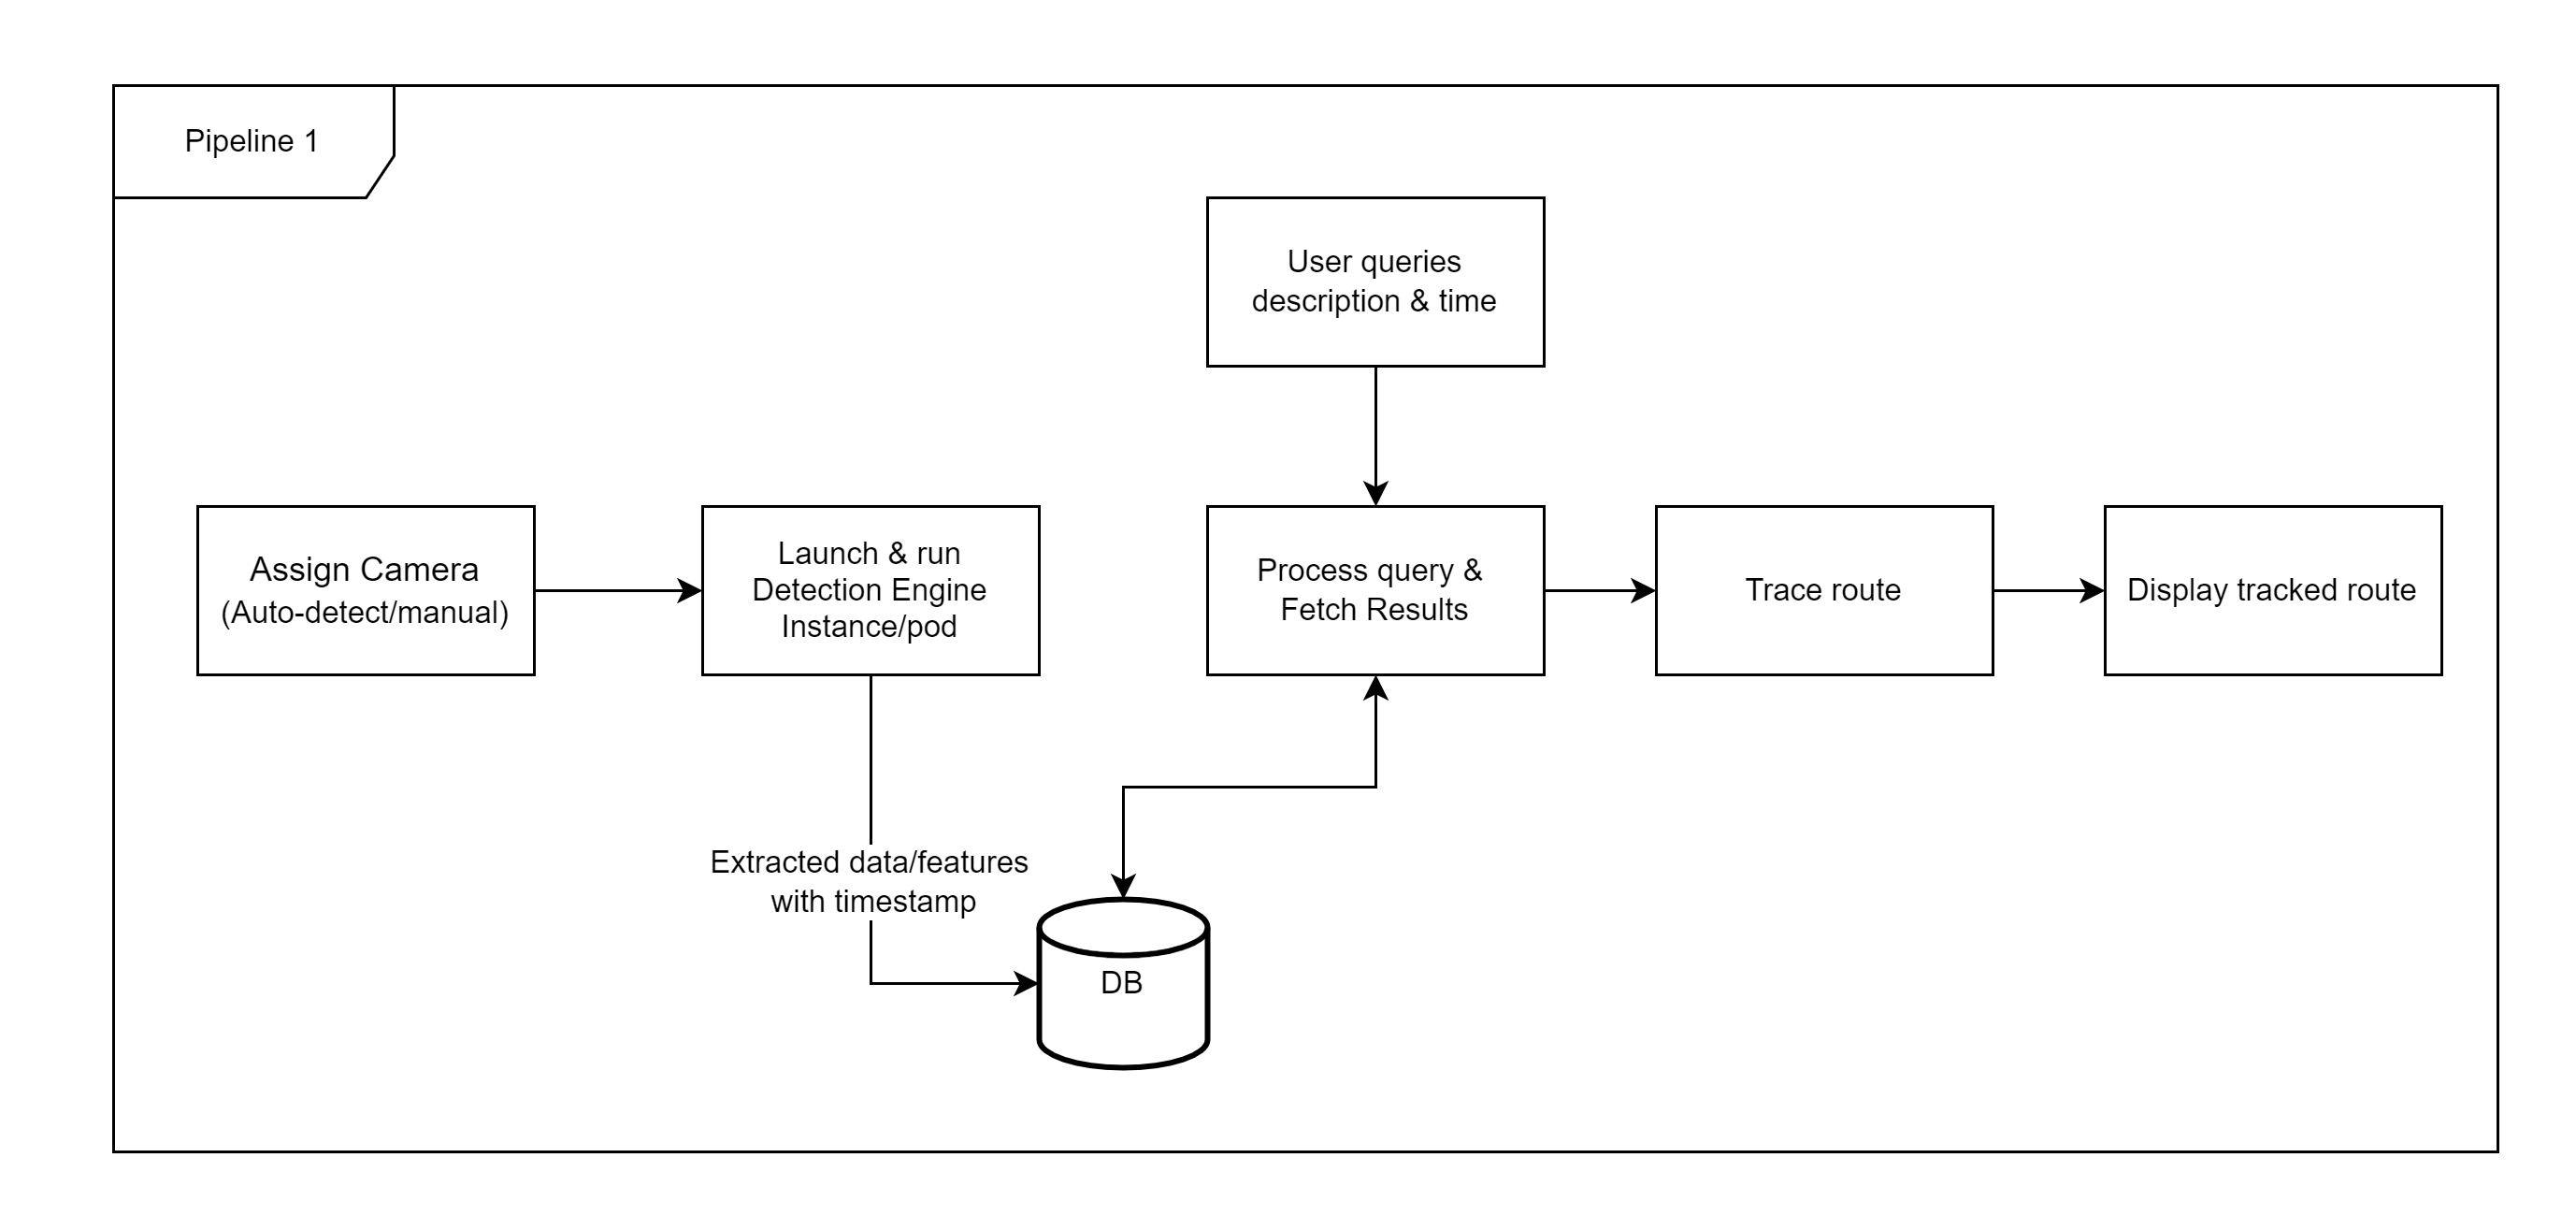 Pipeline 1
User queries
description & time
Assign Camera
(Auto-detect/manual)
Launch & run
Detection Engine
Instance/pod
Process query &
Fetch Results
Trace route
Display tracked route
Extracted data/features
with timestamp
DB